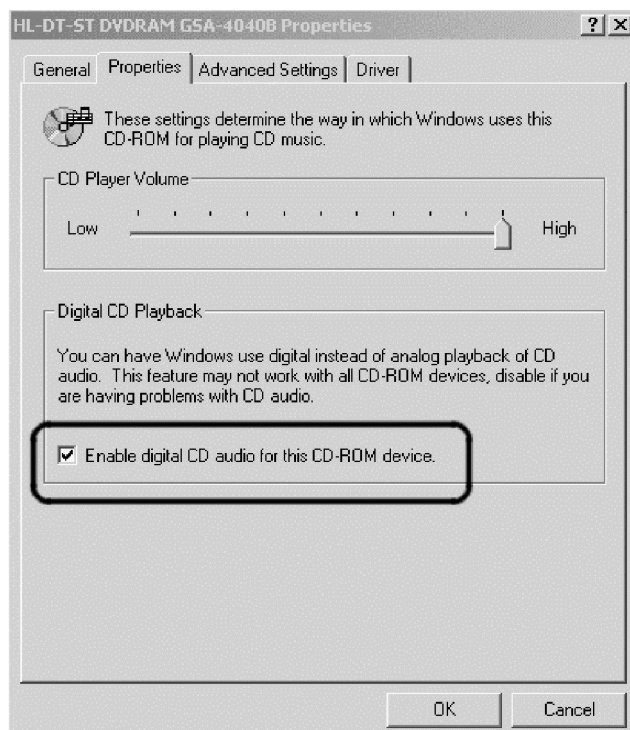 HL-DT-ST DVDRAM GSA-4040B Properties
General Properties Advanced Settings Driver
These settings determine the way in which Windows uses this
CD-ROM for playing CD music.
CD Player Volume
Low High
Digital CD Playback
You can have Windows use digital instead of analog playback of CD
audio. This feature may not work with all CD-ROM devices, disable if you
are having problems with CD audio.
Enable digital CD audio for this CD-ROM device.
OK Cancel